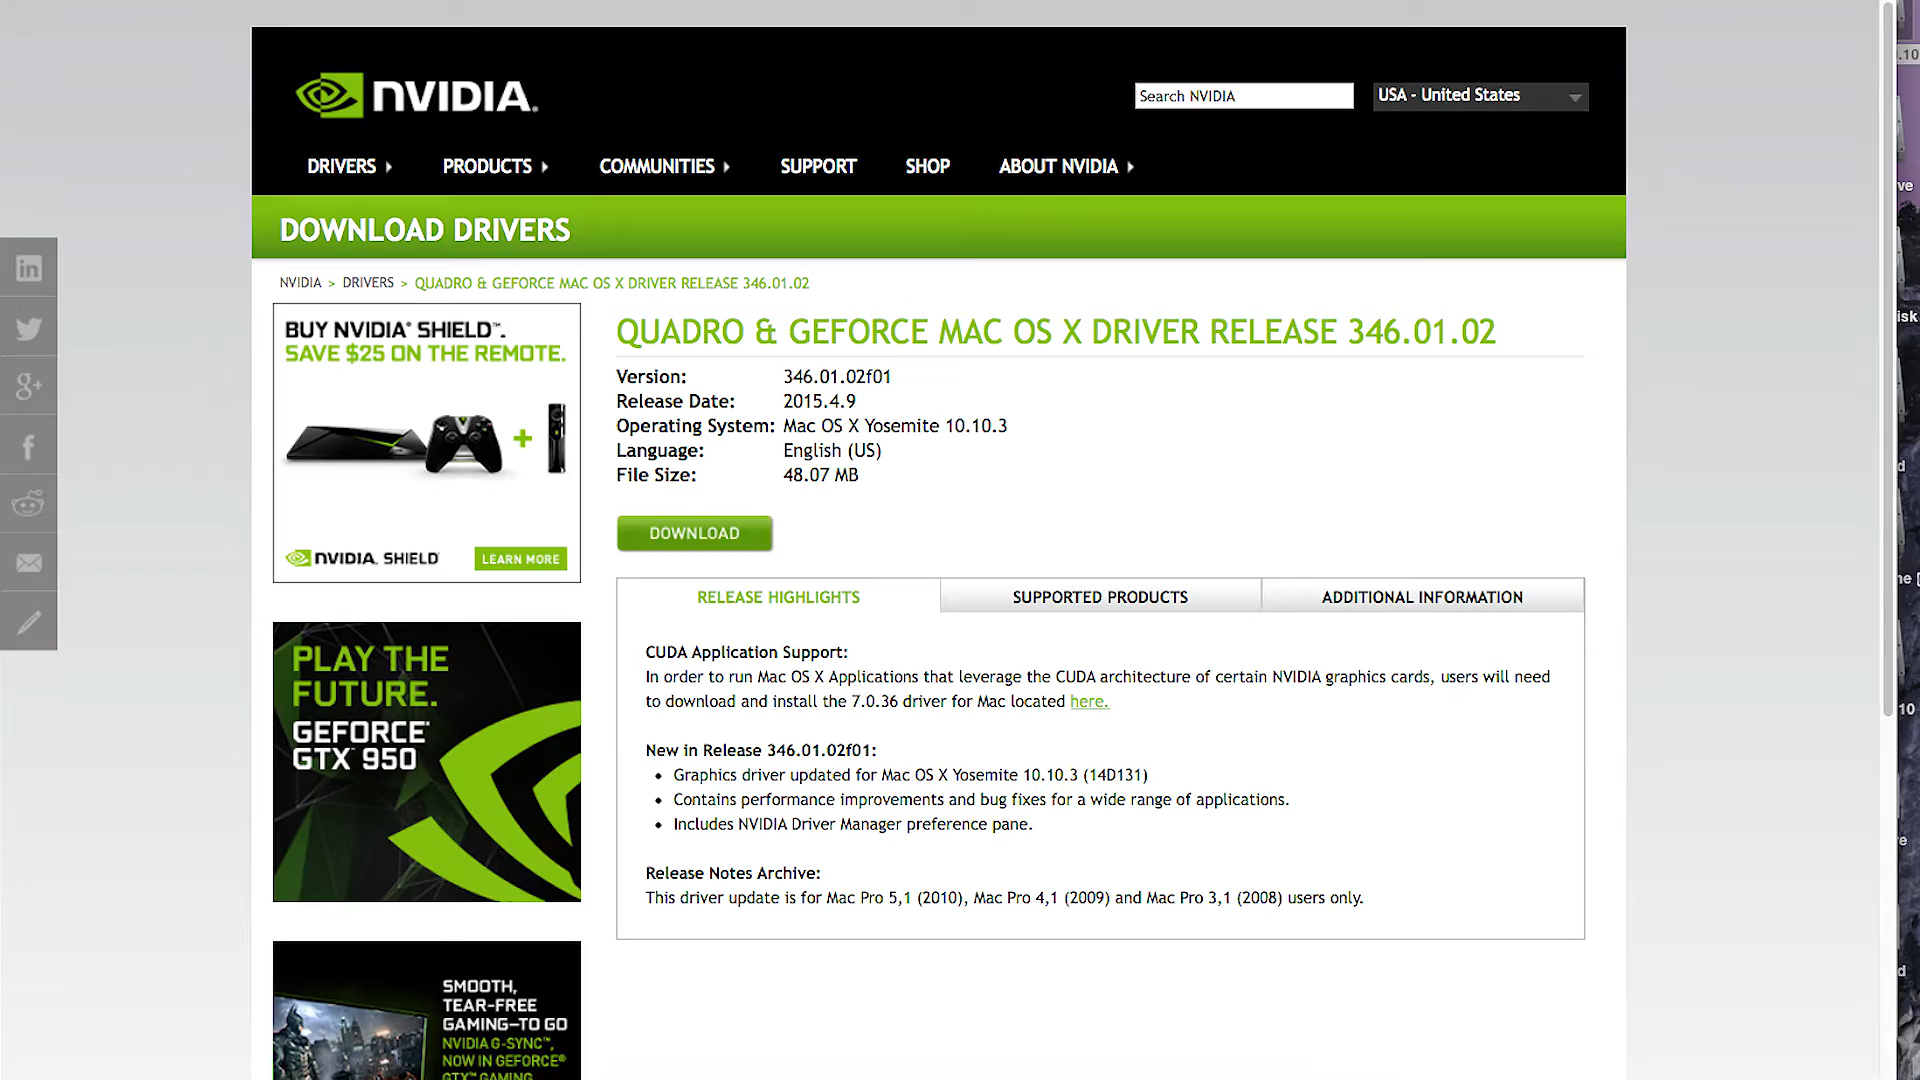 NVIDIA.
Search NVIDIA
USA - United States
DRIVERS
PRODUCTS
COMMUNITIES
SUPPORT
SHOP
ABOUT NVIDIA
DOWNLOAD DRIVERS
NVIDIA > DRIVERS > QUADRO & GEFORCE MAC OS X DRIVER RELEASE 346.01.02
BUY NVIDIA® SHIELD™.
SAVE $25 ON THE REMOTE.
+
NVIDIA. SHIELD
LEARN MORE
PLAY THE
FUTURE.
GEFORCE®
GTX™ 950
SMOOTH,
TEAR-FREE
GAMING—TO GO
NVIDIA G-SYNC™,
NOW IN GEFORCE®
GTX™ GAMING
QUADRO & GEFORCE MAC OS X DRIVER RELEASE 346.01.02
Version: 346.01.02f01
Release Date: 2015.4.9
Operating System: Mac OS X Yosemite 10.10.3
Language: English (US)
File Size: 48.07 MB
DOWNLOAD
RELEASE HIGHLIGHTS
SUPPORTED PRODUCTS
ADDITIONAL INFORMATION
CUDA Application Support:
In order to run Mac OS X Applications that leverage the CUDA architecture of certain NVIDIA graphics cards, users will need
to download and install the 7.0.36 driver for Mac located here.
New in Release 346.01.02f01:
• Graphics driver updated for Mac OS X Yosemite 10.10.3 (14D131)
• Contains performance improvements and bug fixes for a wide range of applications.
• Includes NVIDIA Driver Manager preference pane.
Release Notes Archive:
This driver update is for Mac Pro 5,1 (2010), Mac Pro 4,1 (2009) and Mac Pro 3,1 (2008) users only.